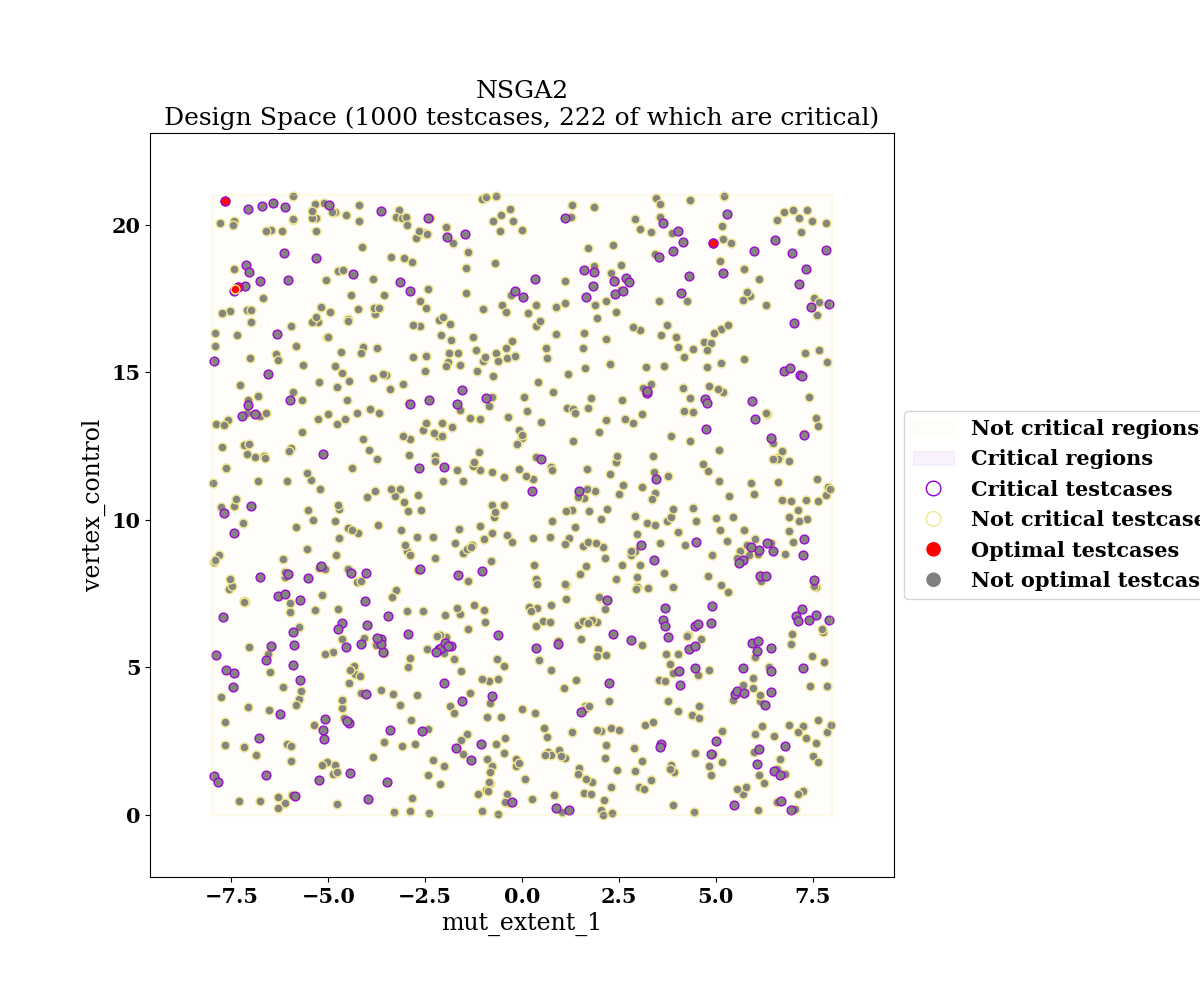 NSGA2
Design Space (1000 testcases, 222 of which are critical)
vertex_control
20
15
10
5
0
−7.5
−5.0
−2.5
0.0
2.5
5.0
7.5
mut_extent_1
Not critical regions
Critical regions
Critical testcases
Not critical testcase
Optimal testcases
Not optimal testcas